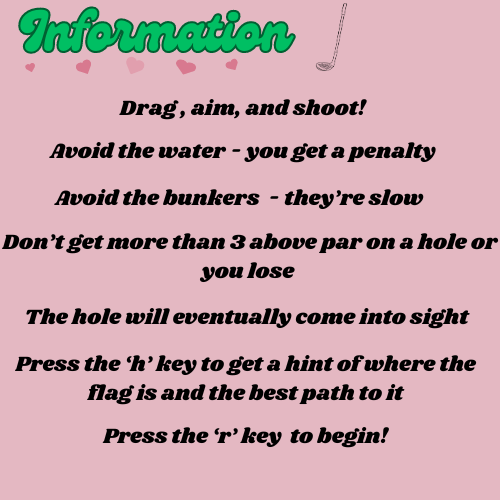 Information
Drag , aim, and shoot!
Avoid the water - you get a penalty
Avoid the bunkers - they’re slow
Don’t get more than 3 above par on a hole or
you lose
The hole will eventually come into sight
Press the ‘h’ key to get a hint of where the
flag is and the best path to it
Press the ‘r’ key to begin!